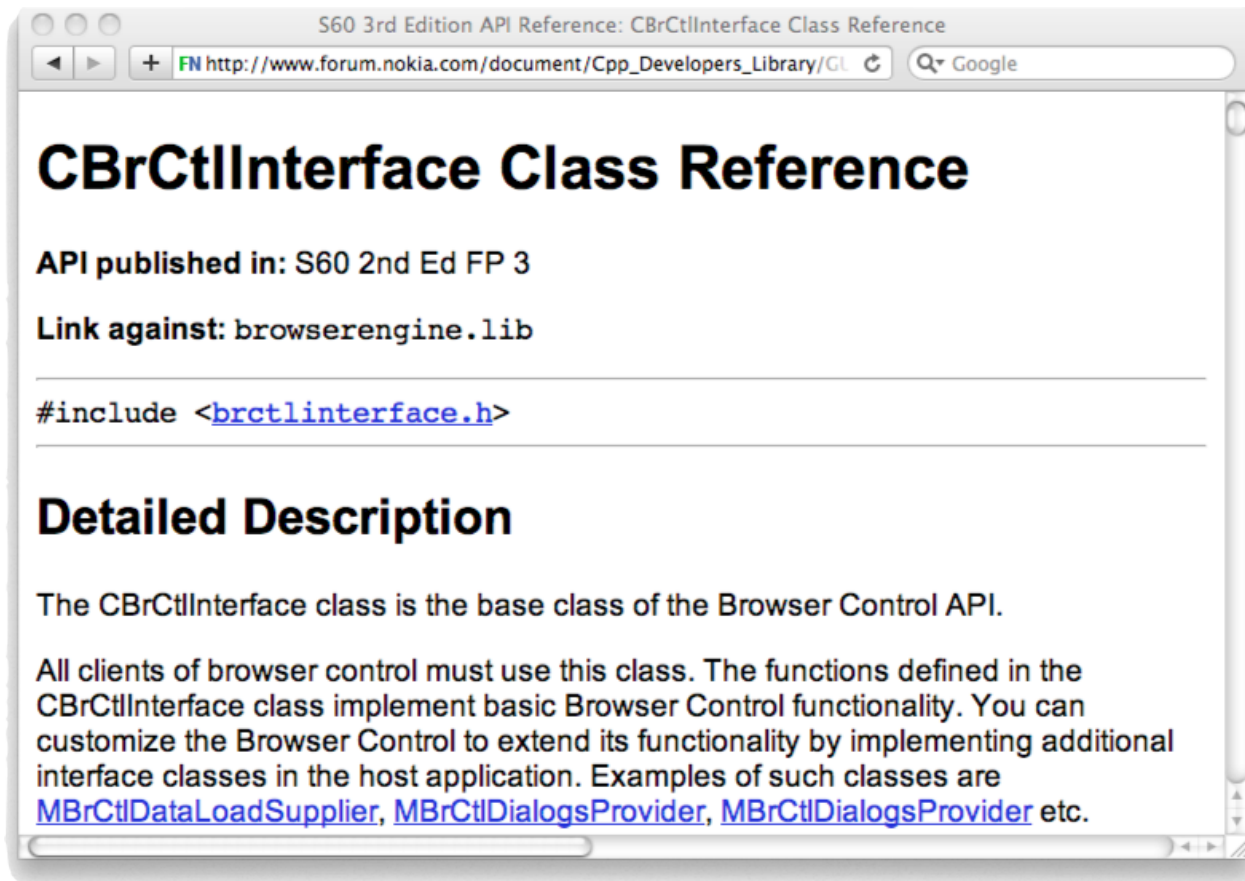 S60 3rd Edition API Reference: CBrCtlInterface Class Reference
+ FN http://www.forum.nokia.com/document/Cpp_Developers_Library/GU Google
CBrCtlInterface Class Reference
API published in: S60 2nd Ed FP 3
Link against: browserengine.lib
#include <brctlinterface.h>
Detailed Description
The CBrCtlInterface class is the base class of the Browser Control API.
All clients of browser control must use this class. The functions defined in the
CBrCtlInterface class implement basic Browser Control functionality. You can
customize the Browser Control to extend its functionality by implementing additional
interface classes in the host application. Examples of such classes are
MBrCtlDataLoadSupplier, MBrCtlDialogsProvider, MBrCtlDialogsProvider etc.